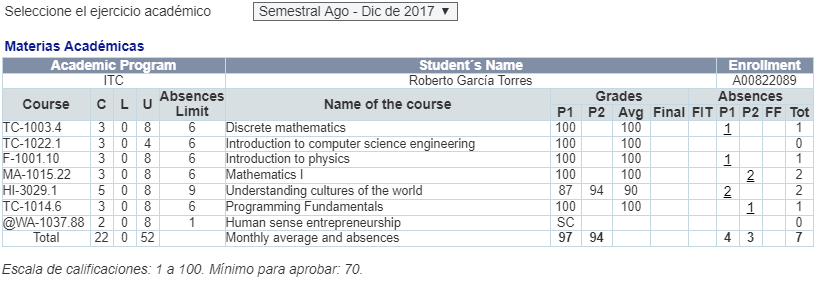 Seleccione el ejercicio académico Semestral Ago - Dic de 2017 ▼
Materias Académicas
Academic Program Student´s Name Enrollment
ITC Roberto García Torres A00822089
Course C L U Absences Limit Name of the course Grades Absences
P1 P2 Avg Final FIT P1 P2 FF Tot
TC-1003.4 3 0 8 6 Discrete mathematics 100 100 1 1
TC-1022.1 3 0 4 6 Introduction to computer science engineering 100 100 0
F-1001.10 3 0 8 6 Introduction to physics 100 100 1 1
MA-1015.22 3 0 8 6 Mathematics I 100 100 2 2
HI-3029.1 5 0 8 9 Understanding cultures of the world 87 94 90 2 2
TC-1014.6 3 0 8 6 Programming Fundamentals 100 100 1 1
@WA-1037.88 2 0 8 1 Human sense entrepreneurship SC 0
Total 22 0 52 Monthly average and absences 97 94 4 3 7
Escala de calificaciones: 1 a 100. Mínimo para aprobar: 70.